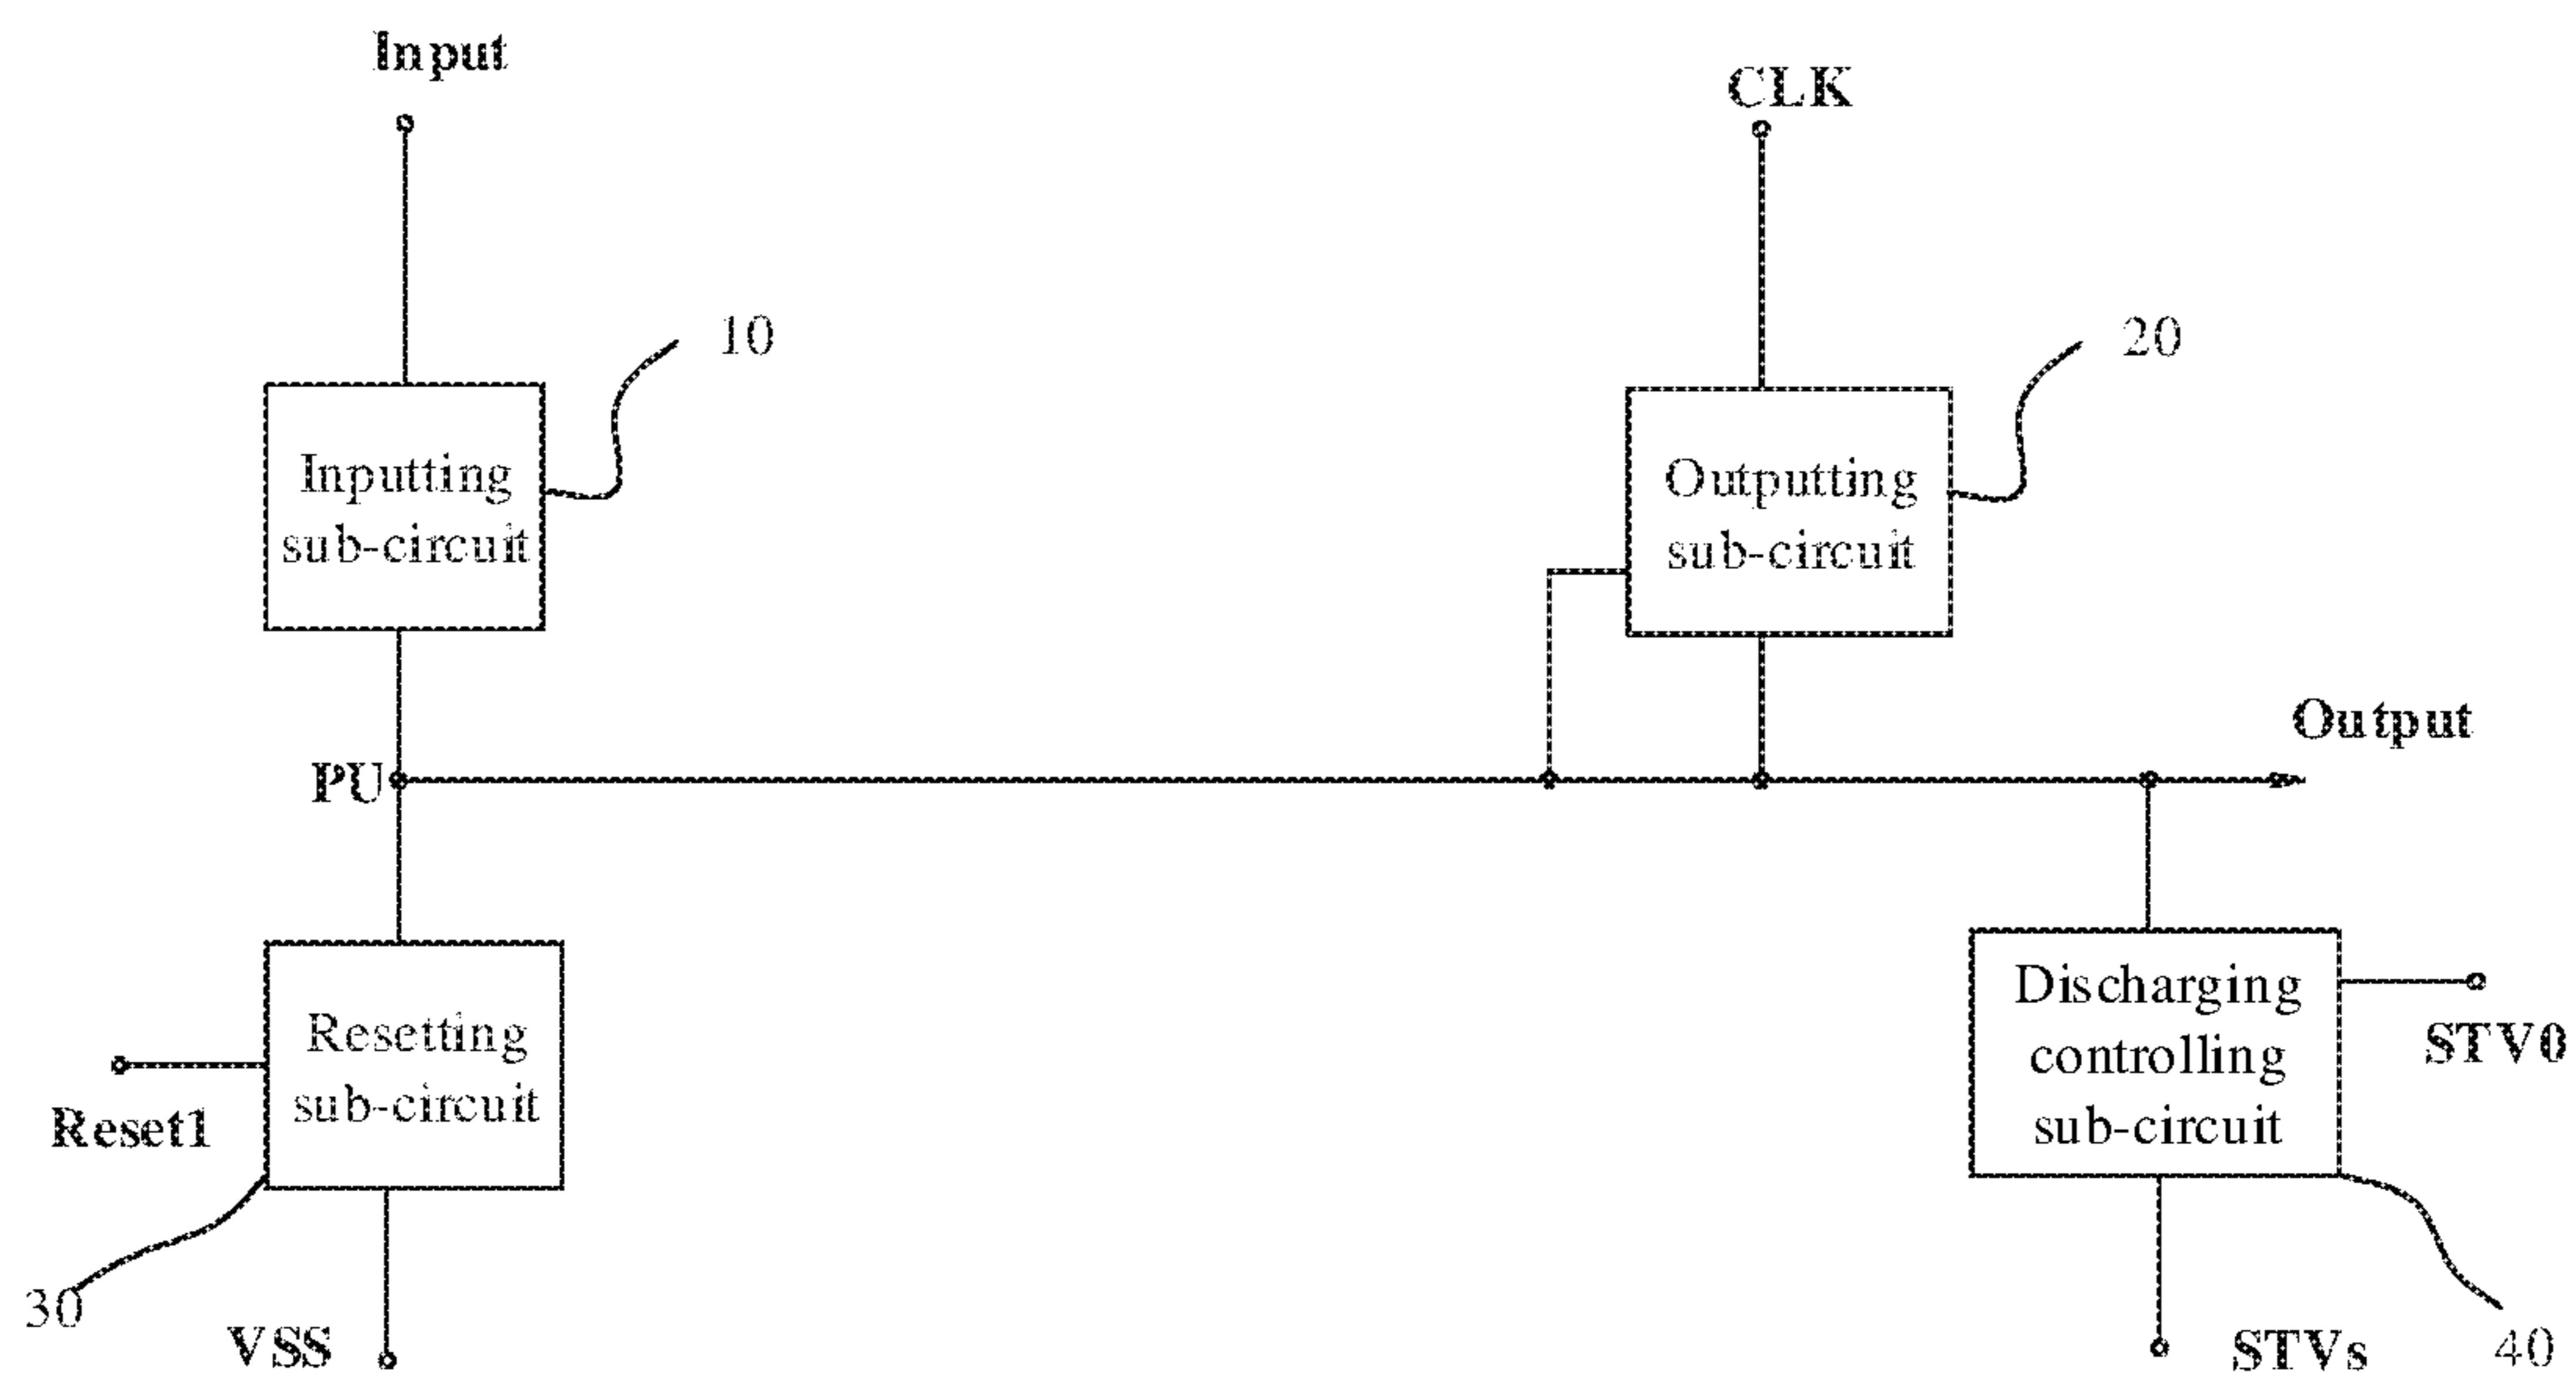 Input
CLK
10
20
Inputting
sub-circuit
Outputting
sub-circuit
Output
PU
Resetting
sub-circuit
Reset1
30
VSS
Discharging
controlling
sub-circuit
STV0
STVs
40